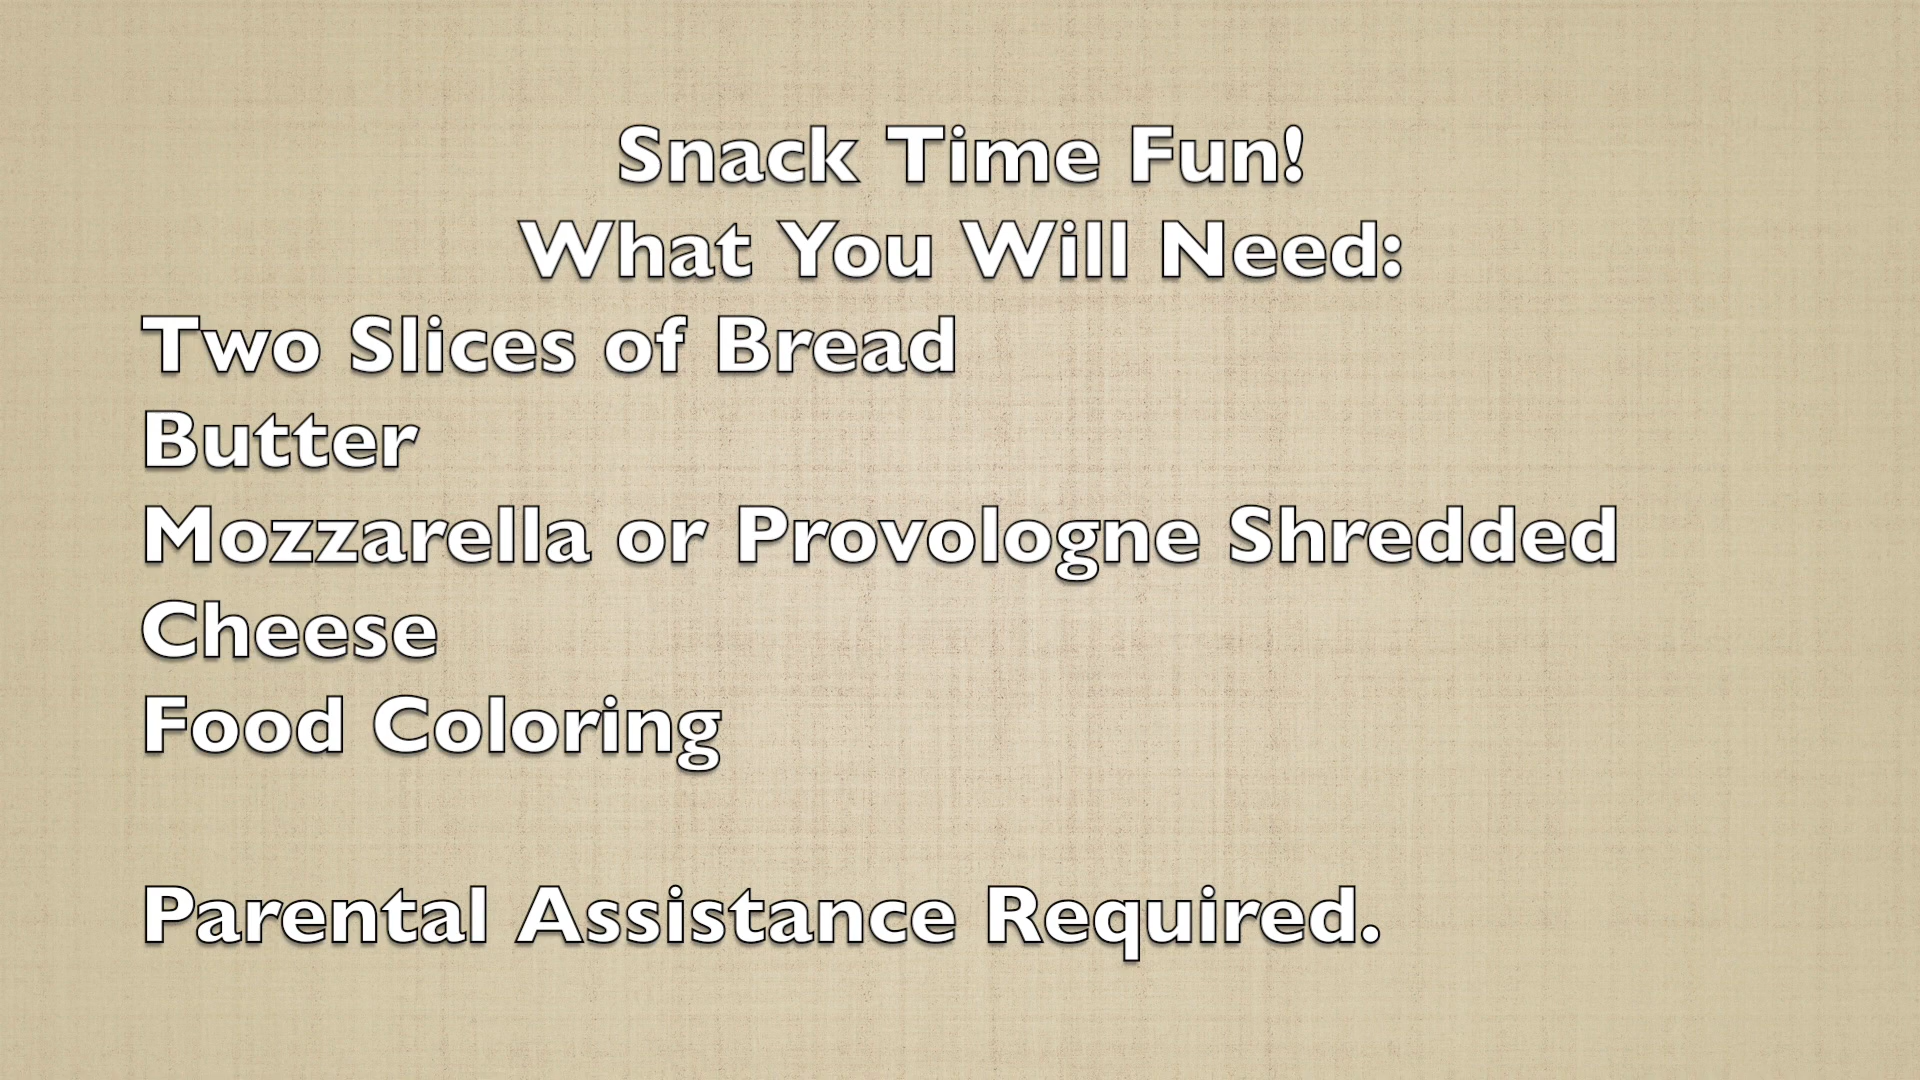 Snack Time Fun!
What You Will Need:
Two Slices of Bread
Butter
Mozzarella or Provologne Shredded
Cheese
Food Coloring
Parental Assistance Required.